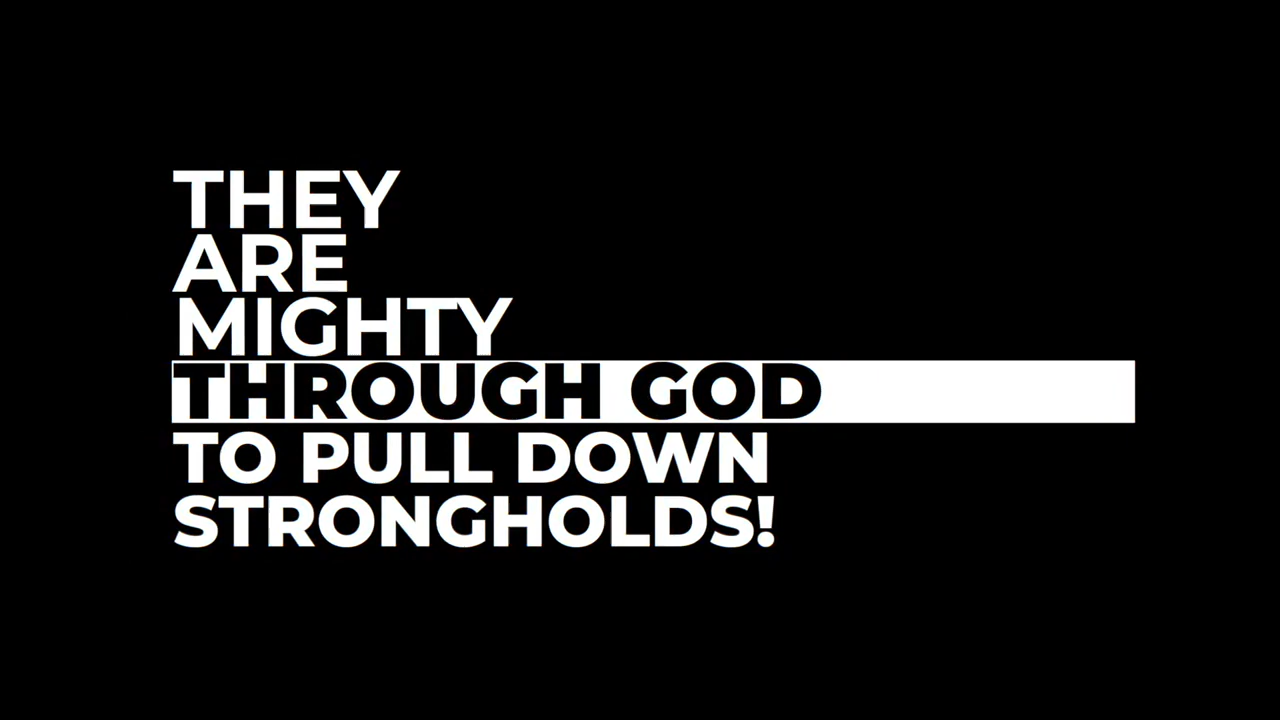 THEY
ARE
MIGHTY
THROUGH GOD
TO PULL DOWN
STRONGHOLDS!